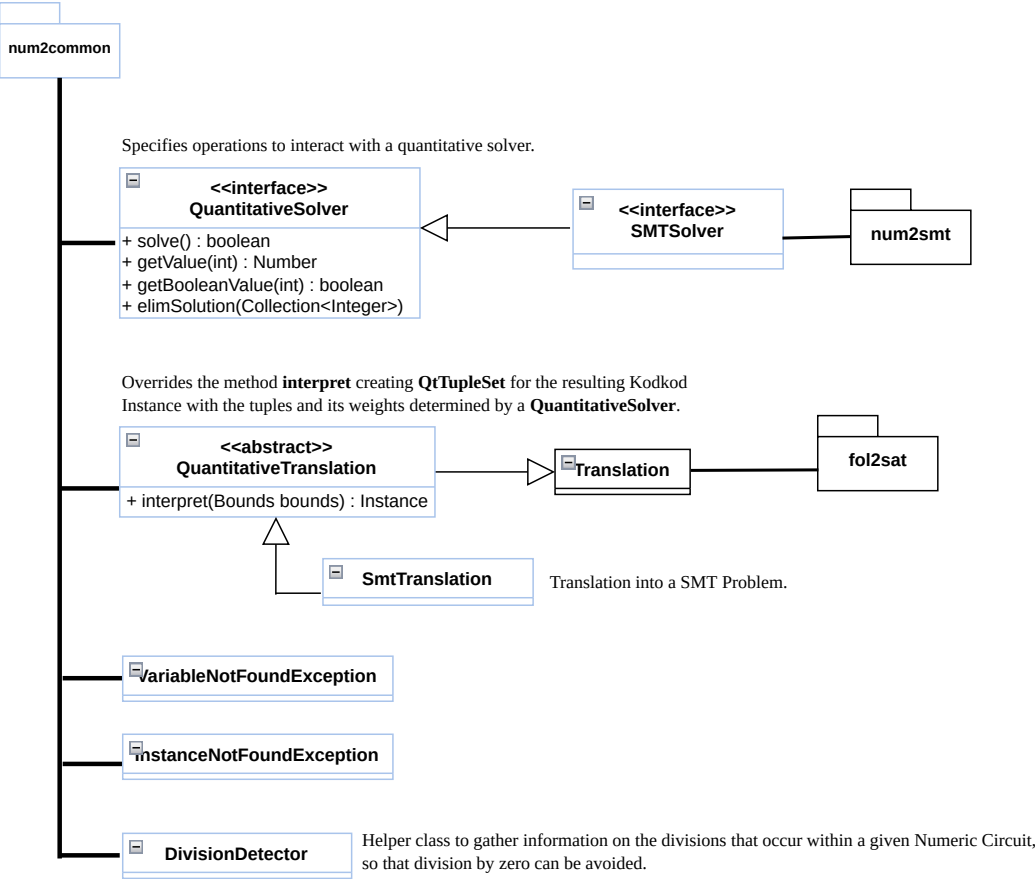 num2common
Specifies operations to interact with a quantitative solver.
<<interface>>
QuantitativeSolver
+ solve() : boolean
+ getValue(int) : Number
+ getBooleanValue(int) : boolean
+ elimSolution(Collection<Integer>)
<<interface>>
SMTSolver
num2smt
Overrides the method interpret creating QtTupleSet for the resulting Kodkod
Instance with the tuples and its weights determined by a QuantitativeSolver.
<<abstract>>
QuantitativeTranslation
+ interpret(Bounds bounds) : Instance
Translation
fol2sat
SmtTranslation
Translation into a SMT Problem.
VariableNotFoundException
InstanceNotFoundException
DivisionDetector
Helper class to gather information on the divisions that occur within a given Numeric Circuit,
so that division by zero can be avoided.